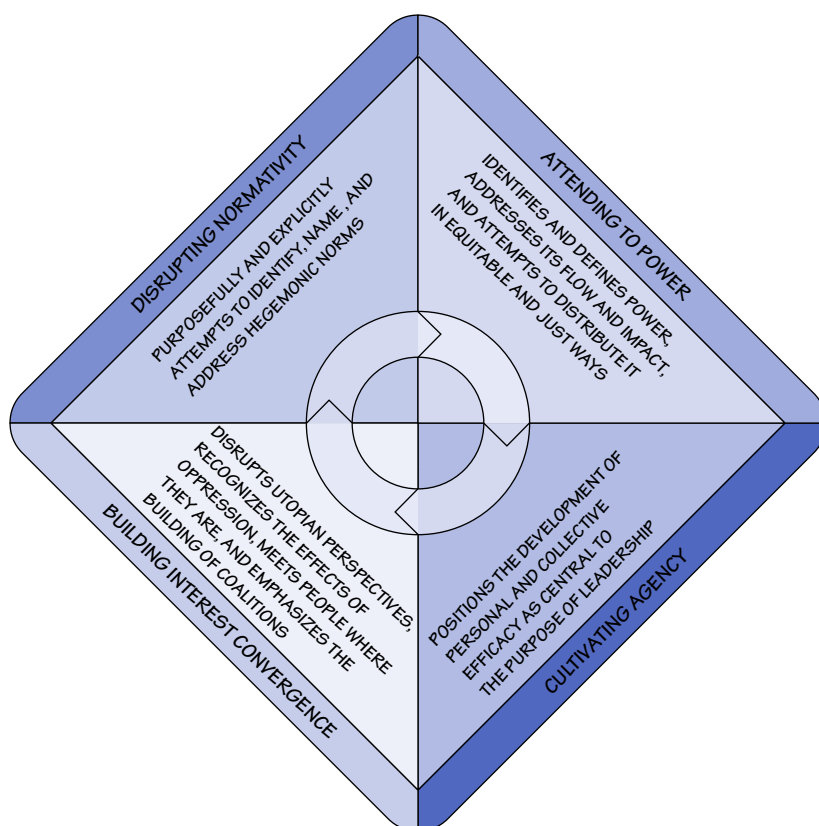 DISRUPTING NORMATIVITY
PURPOSEFULLY AND EXPLICITLY
ATTEMPTS TO IDENTIFY, NAME , AND
ADDRESS HEGEMONIC NORMS
ATTENDING TO POWER
IDENTIFIES AND DEFINES POWER,
ADDRESSES ITS FLOW AND IMPACT,
AND ATTEMPTS TO DISTRIBUTE IT
IN EQUITABLE AND JUST WAYS
BUILDING INTEREST CONVERGENCE
DISRUPTS UTOPIAN PERSPECTIVES,
RECOGNIZES THE EFFECTS OF
OPPRESSION, MEETS PEOPLE WHERE
THEY ARE, AND EMPHASIZES THE
BUILDING OF COALITIONS
POSITIONS THE DEVELOPMENT OF
PERSONAL AND COLLECTIVE
EFFICACY AS CENTRAL TO
THE PURPOSE OF LEADERSHIP
CULTIVATING AGENCY